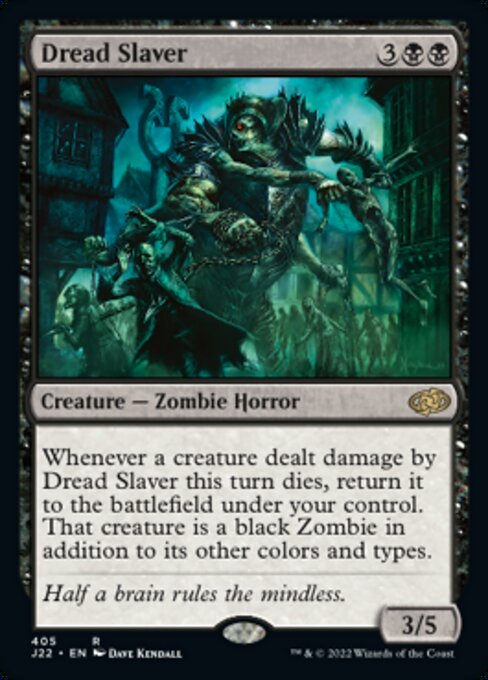 Dread Slaver 3
Creature — Zombie Horror
Whenever a creature dealt damage by
Dread Slaver this turn dies, return it
to the battlefield under your control.
That creature is a black Zombie in
addition to its other colors and types.
Half a brain rules the mindless.
3/5
405 R
J22 • EN Dave Kendall
™ & © 2022 Wizards of the Coast